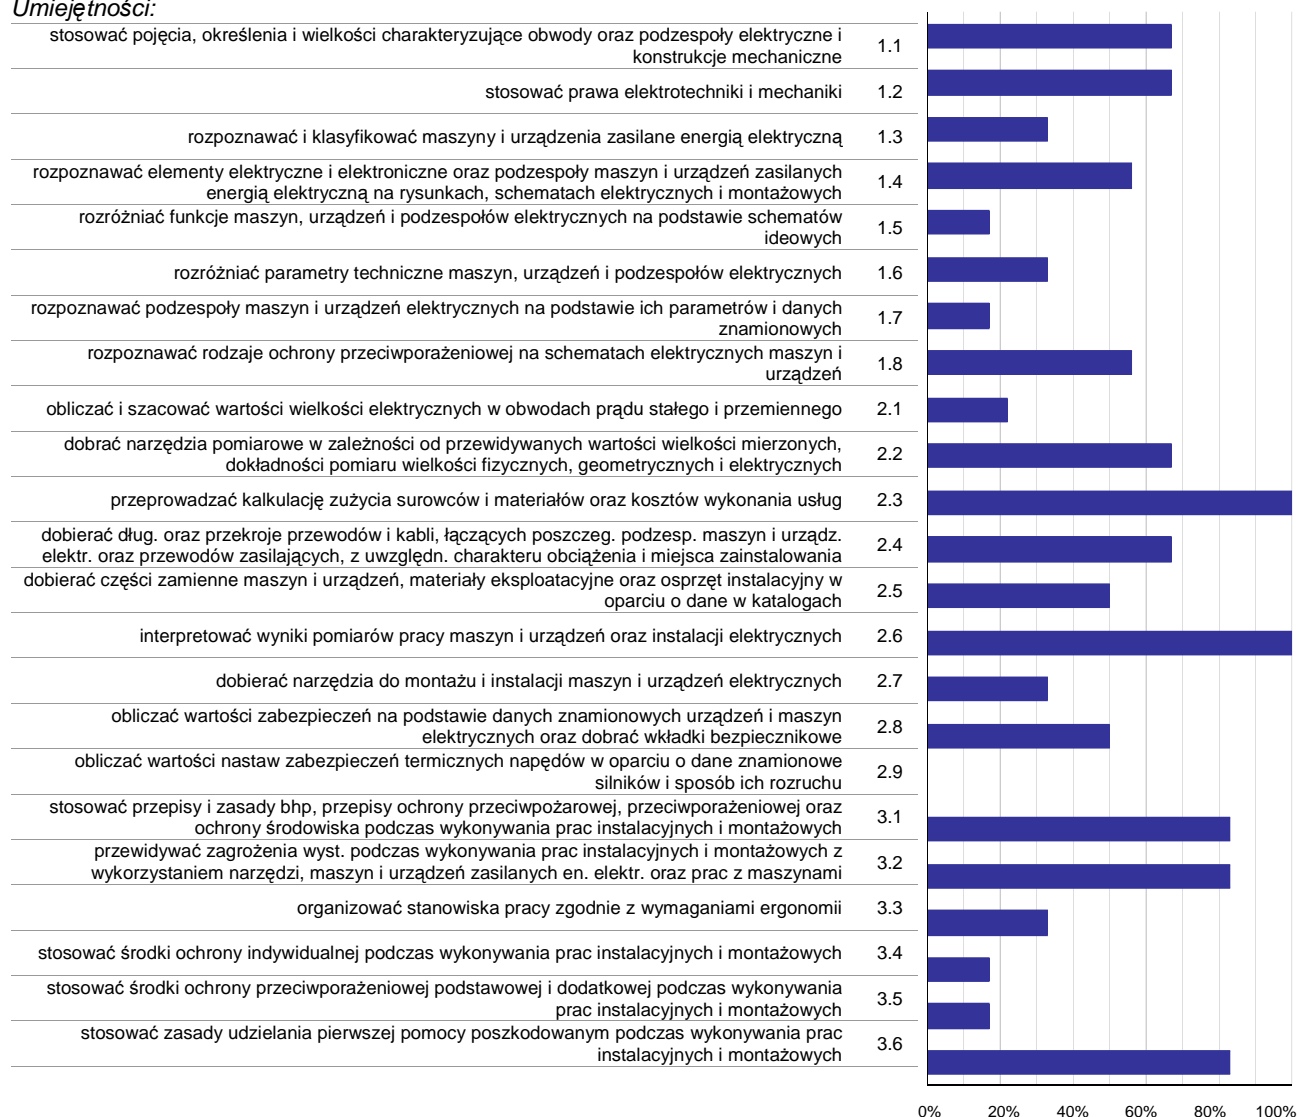 Umiejętności:
stosować pojęcia, określenia i wielkości charakteryzujące obwody oraz podzespoły elektryczne i
konstrukcje mechaniczne
1.1
stosować prawa elektrotechniki i mechaniki
1.2
rozpoznawać i klasyfikować maszyny i urządzenia zasilane energią elektryczną
1.3
rozpoznawać elementy elektryczne i elektroniczne oraz podzespoły maszyn i urządzeń zasilanych
energią elektryczną na rysunkach, schematach elektrycznych i montażowych
1.4
rozróżniać funkcje maszyn, urządzeń i podzespołów elektrycznych na podstawie schematów
ideowych
1.5
rozróżniać parametry techniczne maszyn, urządzeń i podzespołów elektrycznych
1.6
rozpoznawać podzespoły maszyn i urządzeń elektrycznych na podstawie ich parametrów i danych
znamionowych
1.7
rozpoznawać rodzaje ochrony przeciwporażeniowej na schematach elektrycznych maszyn i
urządzeń
1.8
obliczać i szacować wartości wielkości elektrycznych w obwodach prądu stałego i przemiennego
2.1
dobrać narzędzia pomiarowe w zależności od przewidywanych wartości wielkości mierzonych,
dokładności pomiaru wielkości fizycznych, geometrycznych i elektrycznych
2.2
przeprowadzać kalkulację zużycia surowców i materiałów oraz kosztów wykonania usług
2.3
dobierać dług. oraz przekroje przewodów i kabli, łączących poszczeg. podzesp. maszyn i urządz.
elektr. oraz przewodów zasilających, z uwzględn. charakteru obciążenia i miejsca zainstalowania
2.4
dobierać części zamienne maszyn i urządzeń, materiały eksploatacyjne oraz osprzęt instalacyjny w
oparciu o dane w katalogach
2.5
interpretować wyniki pomiarów pracy maszyn i urządzeń oraz instalacji elektrycznych
2.6
dobierać narzędzia do montażu i instalacji maszyn i urządzeń elektrycznych
2.7
obliczać wartości zabezpieczeń na podstawie danych znamionowych urządzeń i maszyn
elektrycznych oraz dobrać wkładki bezpiecznikowe
2.8
obliczać wartości nastaw zabezpieczeń termicznych napędów w oparciu o dane znamionowe
silników i sposób ich rozruchu
2.9
stosować przepisy i zasady bhp, przepisy ochrony przeciwpożarowej, przeciwporażeniowej oraz
ochrony środowiska podczas wykonywania prac instalacyjnych i montażowych
3.1
przewidywać zagrożenia wyst. podczas wykonywania prac instalacyjnych i montażowych z
wykorzystaniem narzędzi, maszyn i urządzeń zasilanych en. elektr. oraz prac z maszynami
3.2
organizować stanowiska pracy zgodnie z wymaganiami ergonomii
3.3
stosować środki ochrony indywidualnej podczas wykonywania prac instalacyjnych i montażowych
3.4
stosować środki ochrony przeciwporażeniowej podstawowej i dodatkowej podczas wykonywania
prac instalacyjnych i montażowych
3.5
stosować zasady udzielania pierwszej pomocy poszkodowanym podczas wykonywania prac
instalacyjnych i montażowych
3.6
0% 20% 40% 60% 80% 100%